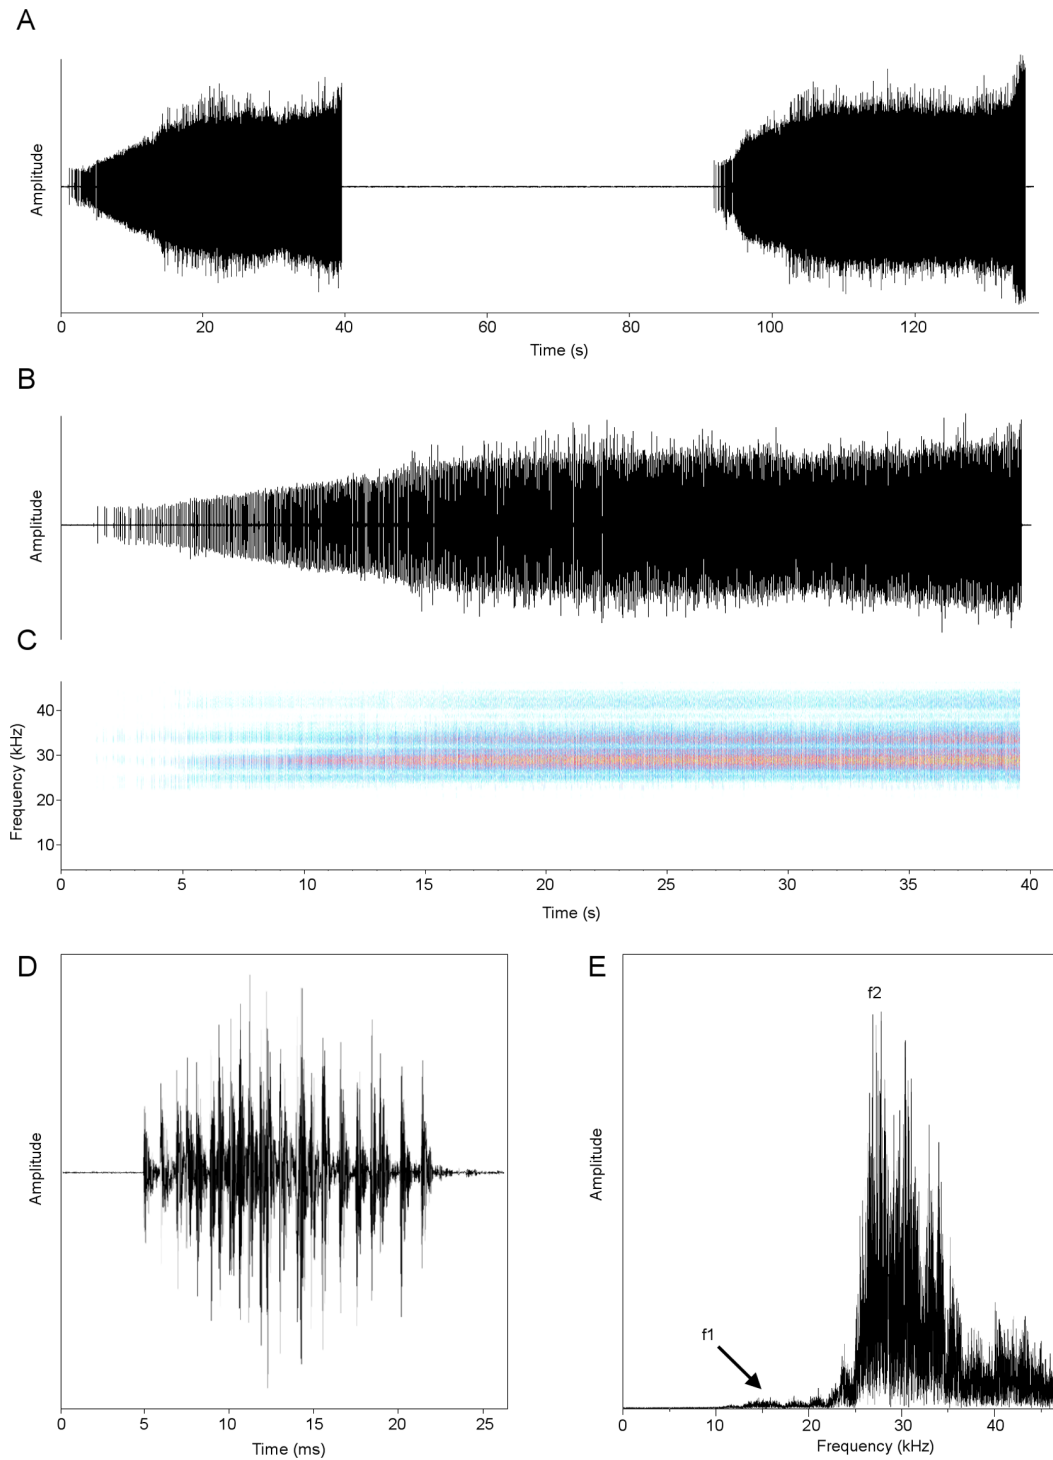 A
Amplitude
0 20 40 60 80 100 120
Time (s)
B
Amplitude
C
Frequency (kHz)
40
30
20
10
0 5 10 15 20 25 30 35 40
Time (s)
D
Amplitude
0 5 10 15 20 25
Time (ms)
E
Amplitude
f2
f1
0 10 20 30 40
Frequency (kHz)